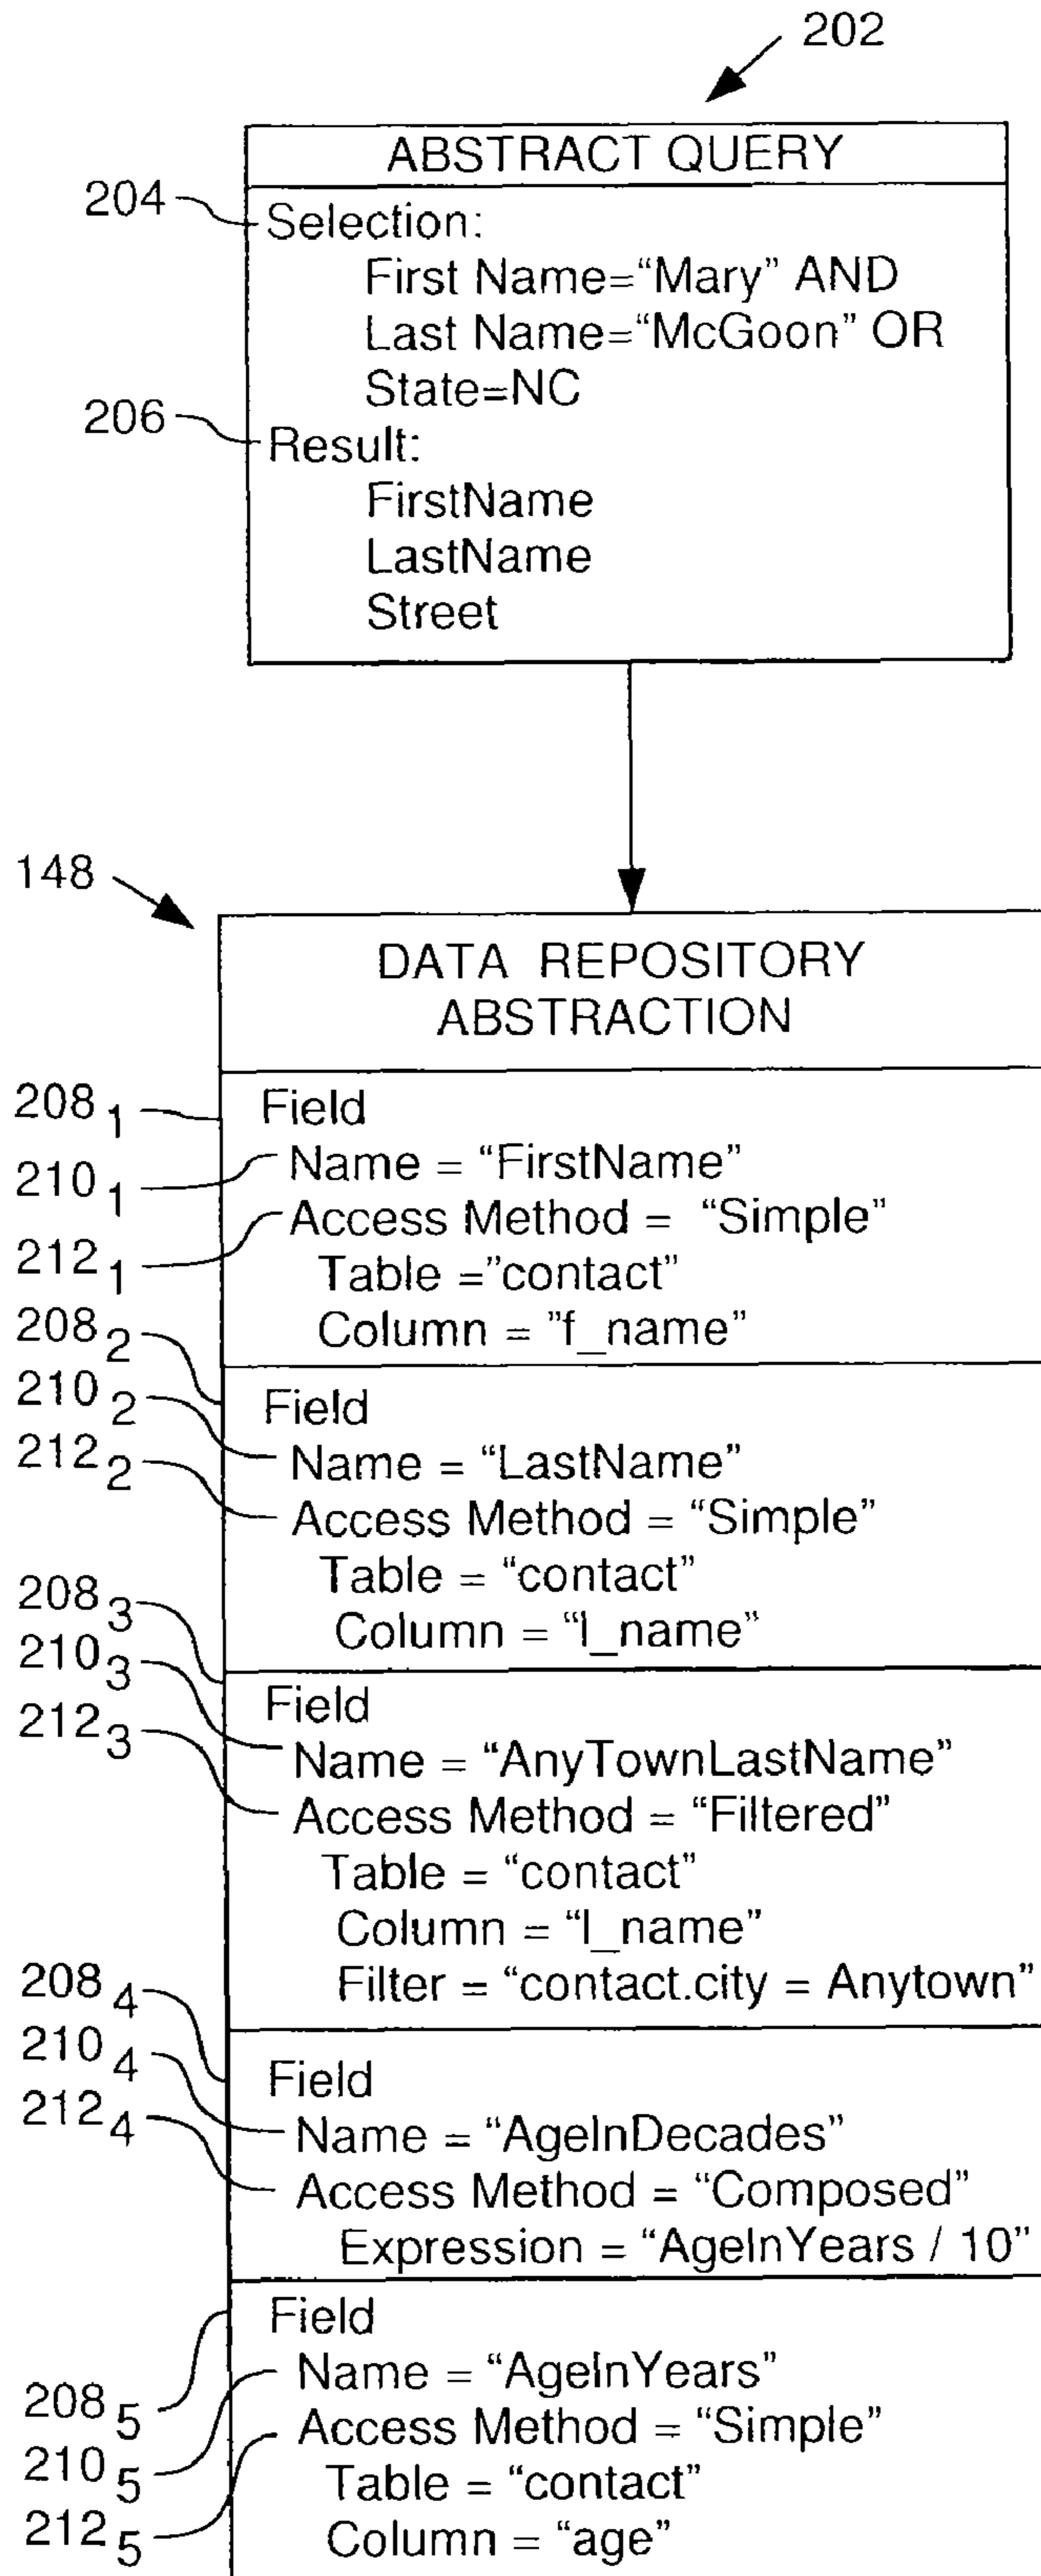 202
ABSTRACT QUERY
204
Selection:
First Name=“Mary” AND
Last Name=“McGoon” OR
State=NC
206
Result:
FirstName
LastName
Street
148
DATA REPOSITORY
ABSTRACTION
208 1
Field
210 1
Name = “FirstName”
212 1
Access Method = “Simple”
Table =”contact”
Column = ”f_name”
208 2
Field
210 2
Name = “LastName”
212 2
Access Method = “Simple”
Table = “contact”
Column = “l_name”
208 3
Field
210 3
Name = “AnyTownLastName”
212 3
Access Method = “Filtered”
Table = “contact”
Column = “l_name”
Filter = “contact.city = Anytown”
208 4
Field
210 4
Name = “AgeInDecades”
212 4
Access Method = “Composed”
Expression = “AgeInYears / 10”
208 5
Field
210 5
Name = “AgeInYears”
212 5
Access Method = “Simple”
Table = “contact”
Column = “age”